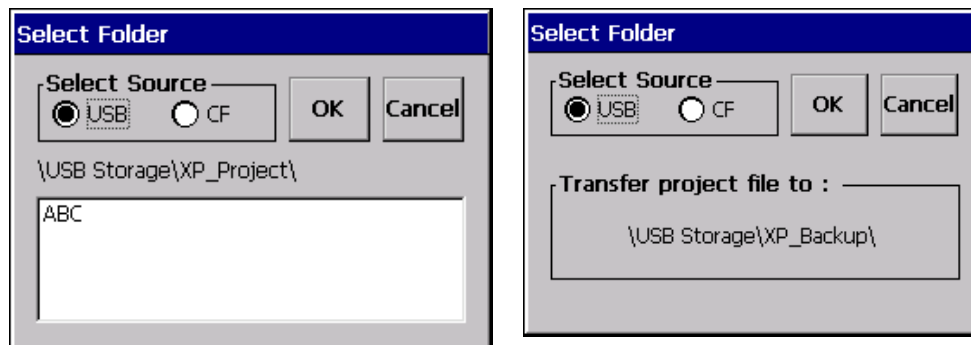 Select Folder
Select Source
USB
CF
OK
Cancel
\USB Storage\XP_Project\
ABC
Select Folder
Select Source
USB
CF
OK
Cancel
Transfer project file to :
\USB Storage\XP_Backup\